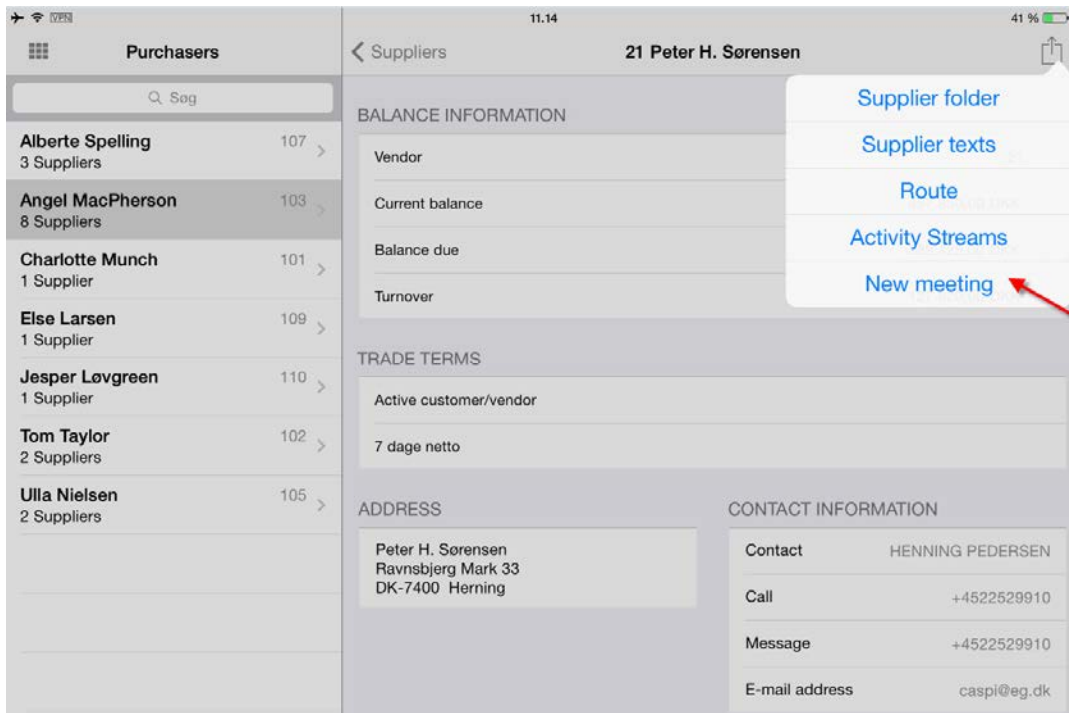 VPN
11.14
41 %
Purchasers
Suppliers
21 Peter H. Sørensen
Søg
Alberte Spelling
107
3 Suppliers
Angel MacPherson
103
8 Suppliers
Charlotte Munch
101
1 Supplier
Else Larsen
109
1 Supplier
Jesper Løvgreen
110
1 Supplier
Tom Taylor
102
2 Suppliers
Ulla Nielsen
105
2 Suppliers
BALANCE INFORMATION
Vendor
Current balance
Balance due
Turnover
Supplier folder
Supplier texts
Route
Activity Streams
New meeting
TRADE TERMS
Active customer/vendor
7 dage netto
ADDRESS
Peter H. Sørensen
Ravnsbjerg Mark 33
DK-7400 Herning
CONTACT INFORMATION
Contact HENNING PEDERSEN
Call +4522529910
Message +4522529910
E-mail address caspi@eg.dk